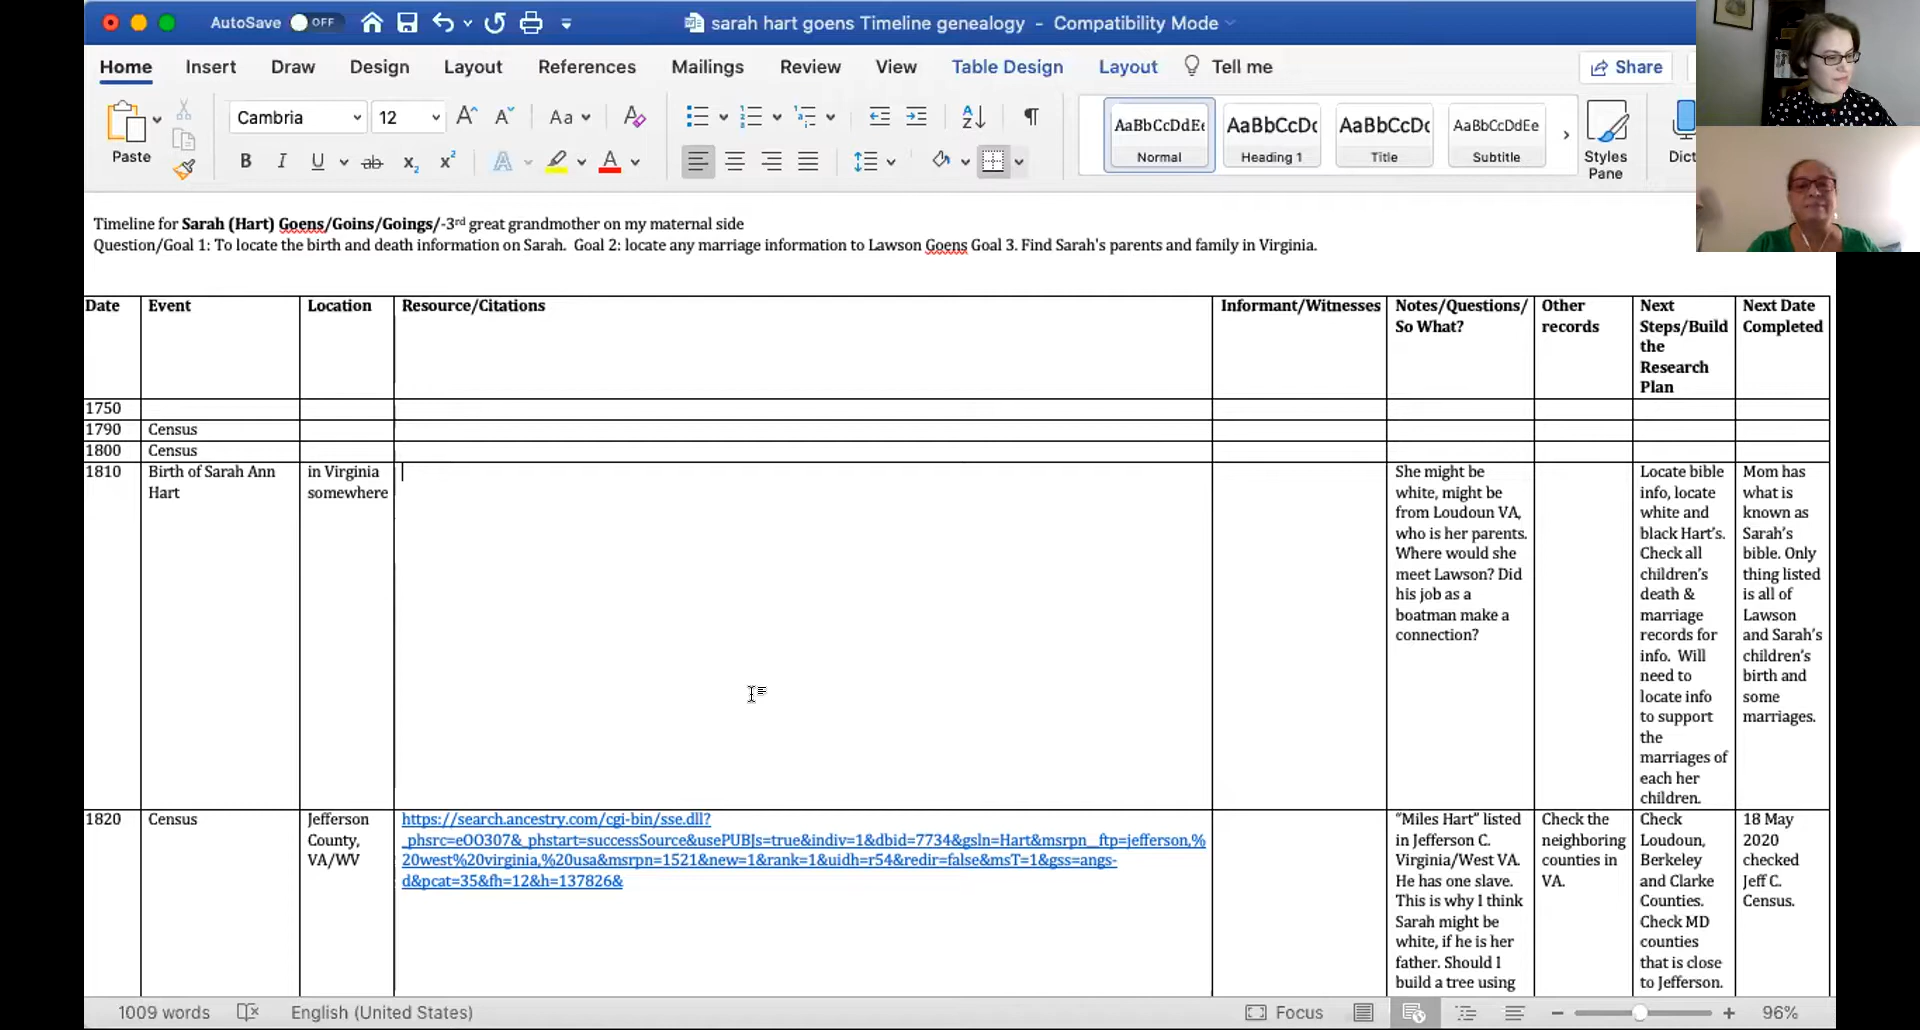 AutoSave OFF
sarah hart goens Timeline genealogy - Compatibility Mode
Home Insert Draw Design Layout References Mailings Review View Table Design Layout Tell me Share
Cambria 12 Aa
AaBbCcDdEe AaBbCcDc AaBbCcDc AaBbCcDdEe
Paste Normal Heading 1 Title Subtitle Styles Pane Dict
B I U ab X₂ X² A A
Timeline for Sarah (Hart) Goens/Goins/Goings/-3rd great grandmother on my maternal side
Question/Goal 1: To locate the birth and death information on Sarah. Goal 2: locate any marriage information to Lawson Goens Goal 3. Find Sarah's parents and family in Virginia.
Date Event Location Resource/Citations Informant/Witnesses Notes/Questions/ Other Next Next Date
So What? records Steps/Build Completed
the
Research
Plan
1750
1790 Census
1800 Census
1810
Birth of Sarah Ann
Hart
in Virginia
somewhere
She might be
white, might be
from Loudoun VA,
who is her parents.
Where would she
meet Lawson? Did
his job as a
boatman make a
connection?
Locate bible
info, locate
white and
black Hart's.
Check all
children's
death &
marriage
records for
info. Will
need to
locate info
to support
the
marriages of
each her
children.
Mom has
what is
known as
Sarah's
bible. Only
thing listed
is all of
Lawson
and Sarah's
children's
birth and
some
marriages.
1820
Census
Jefferson
County,
VA/WV
https://search.ancestry.com/cgi-bin/sse.dll?
_phsrc=eOO307&_phstart=successSource&usePUBJs=true&indiv=1&dbid=7734&gsln=Hart&msrpn__ftp=jefferson,%
20west%20virginia,%20usa&msrpn=1521&new=1&rank=1&uidh=r54&redir=false&msT=1&gss=angs-
d&pcat=35&fh=12&h=137826&
"Miles Hart" listed
in Jefferson C.
Virginia/West VA.
He has one slave.
This is why I think
Sarah might be
white, if he is her
father. Should I
build a tree using
Check the
neighboring
counties in
VA.
Check
Loudoun,
Berkeley
and Clarke
Counties.
Check MD
counties
that is close
to Jefferson.
18 May
2020
checked
Jeff C.
Census.
1009 words English (United States) Focus 96%